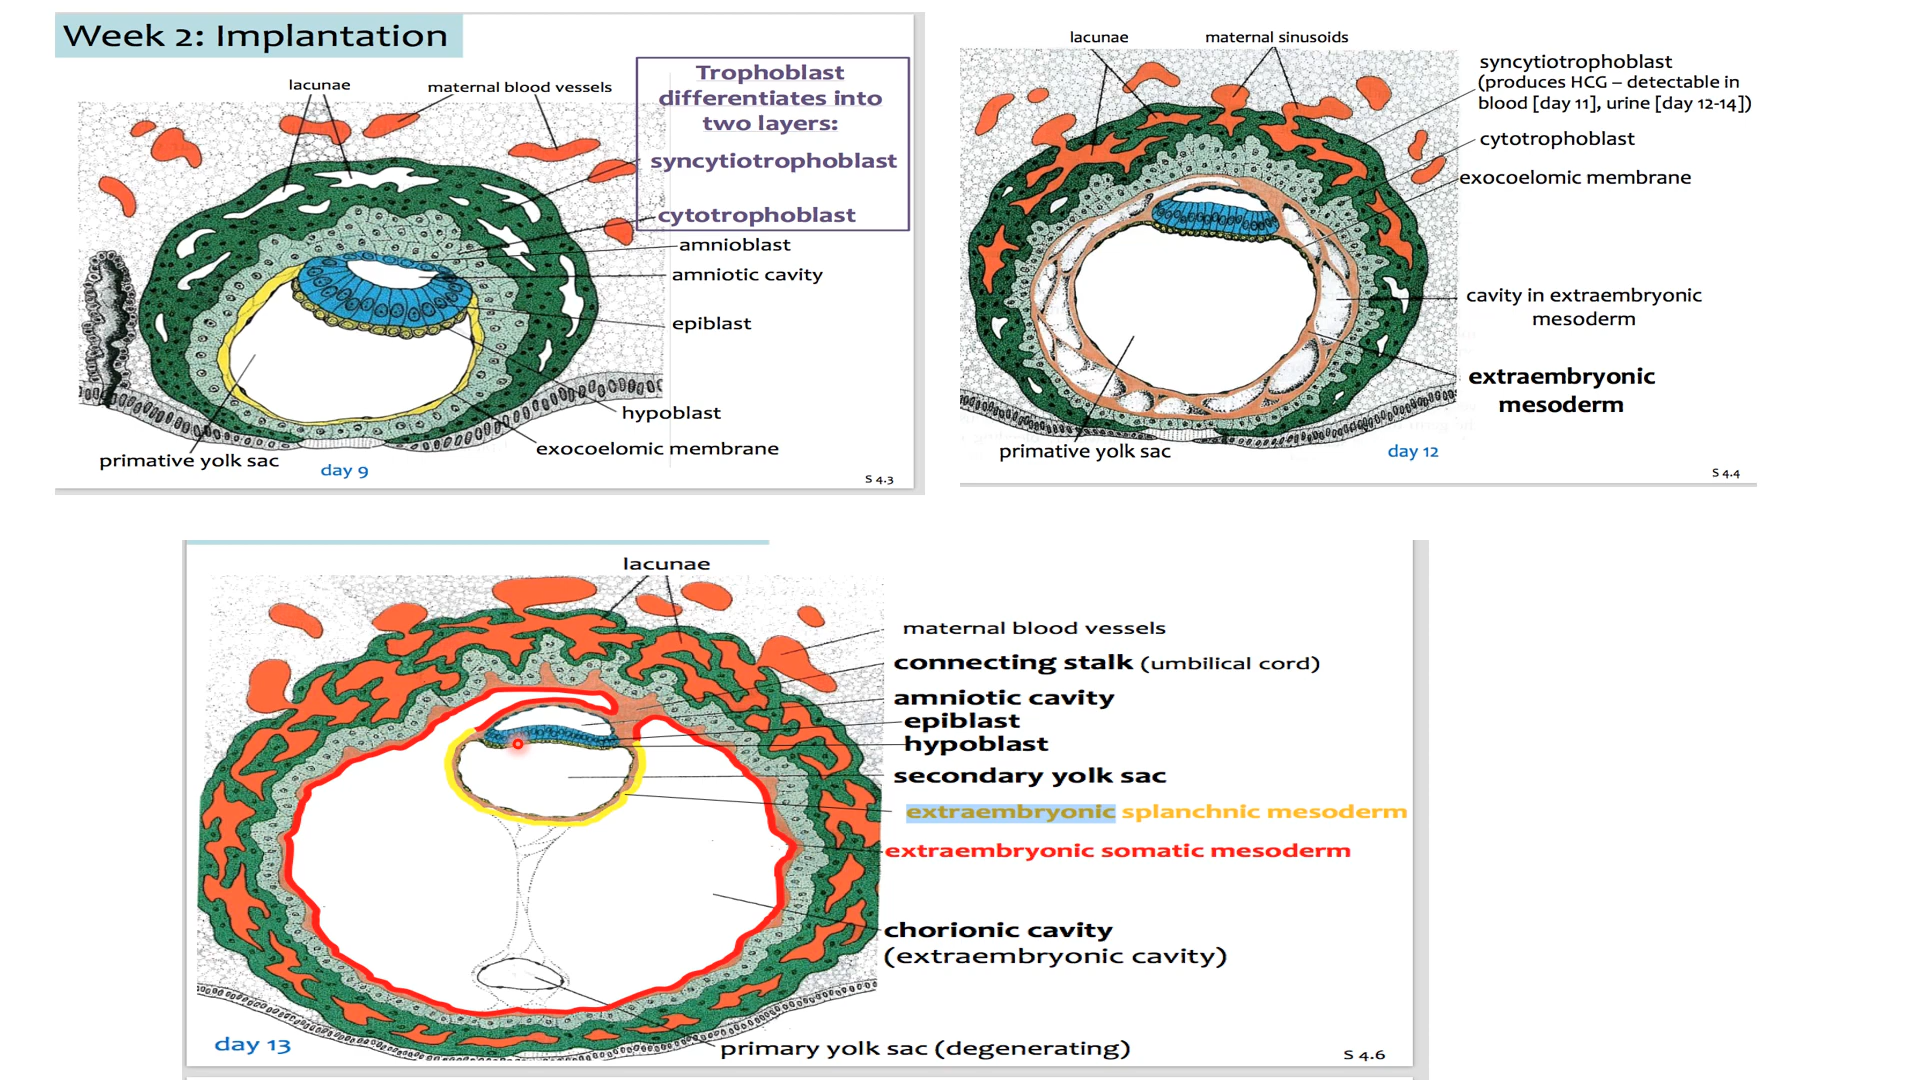 Week 2: Implantation
lacunae
maternal blood vessels
Trophoblast
differentiates into
two layers:
syncytiotrophoblast
cytotrophoblast
amnioblast
amniotic cavity
epiblast
hypoblast
exocoelomic membrane
primative yolk sac
day 9
S 4.3
lacunae
maternal sinusoids
syncytiotrophoblast
(produces HCG – detectable in
blood [day 11], urine [day 12-14])
cytotrophoblast
exocoelomic membrane
cavity in extraembryonic
mesoderm
extraembryonic
mesoderm
primative yolk sac
day 12
S 4.4
lacunae
maternal blood vessels
connecting stalk (umbilical cord)
amniotic cavity
epiblast
hypoblast
secondary yolk sac
extraembryonic splanchnic mesoderm
extraembryonic somatic mesoderm
chorionic cavity
(extraembryonic cavity)
day 13
primary yolk sac (degenerating)
S 4.6